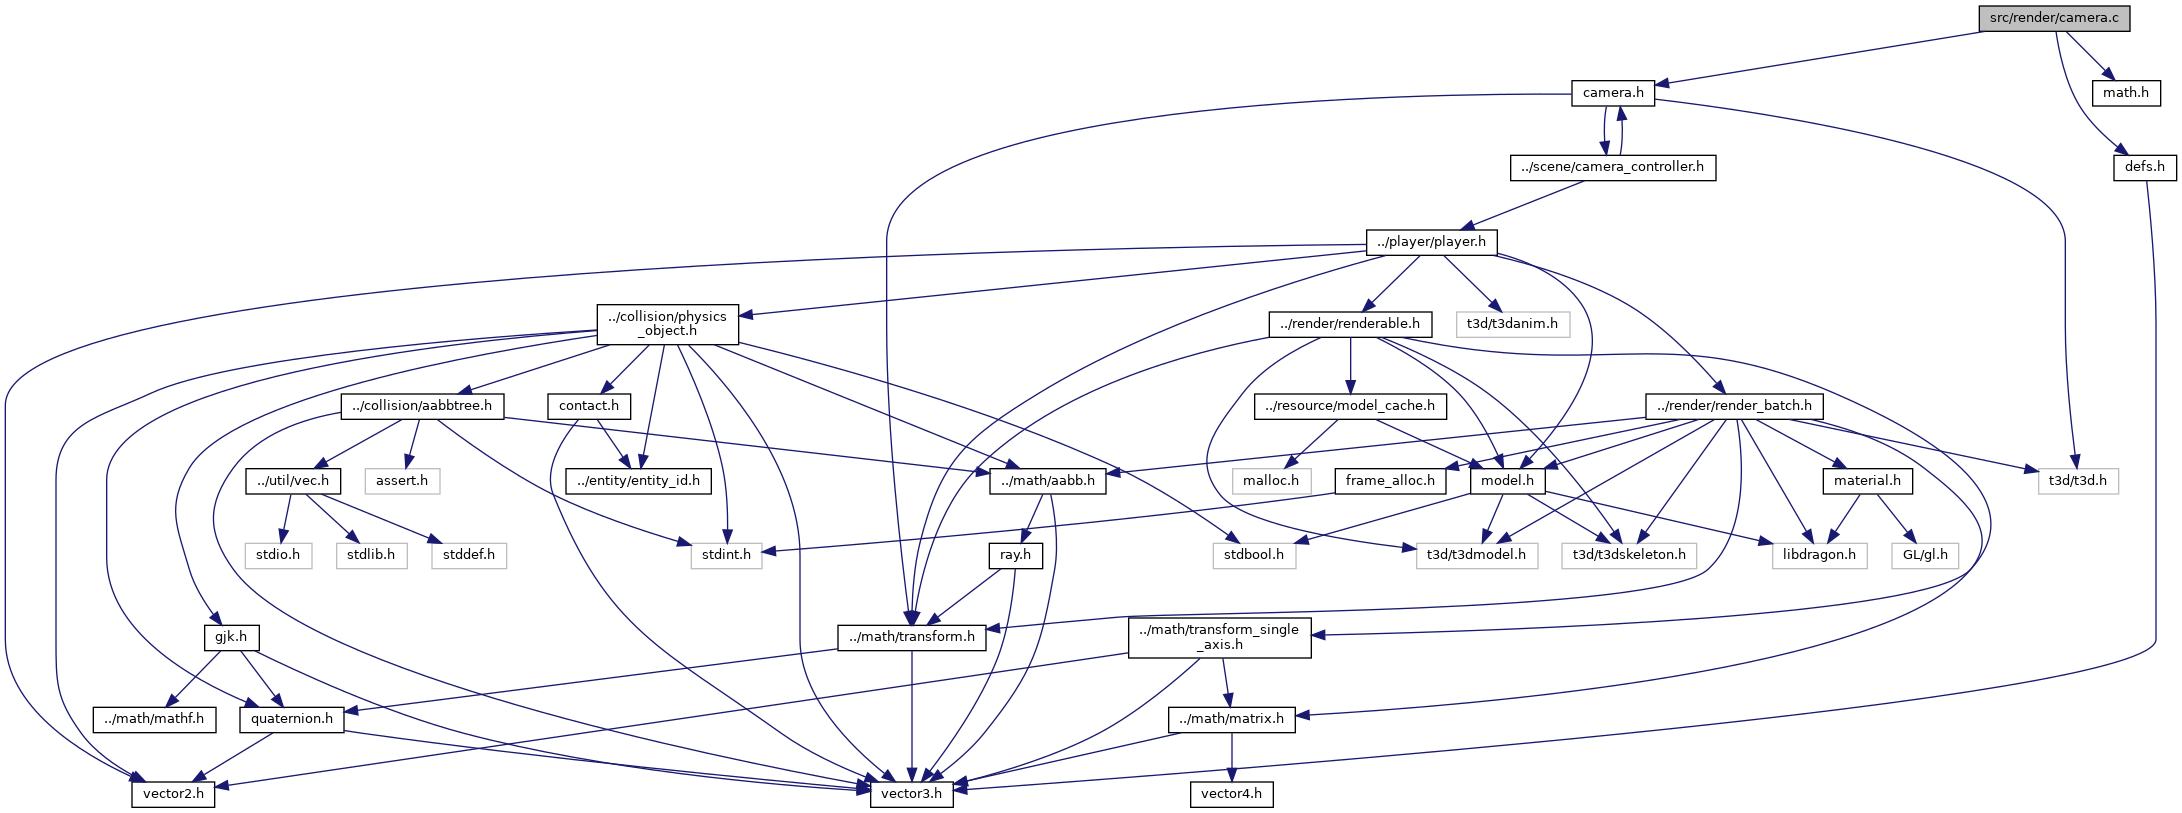 src/render/camera.c
camera.h
math.h
../scene/camera_controller.h
defs.h
../player/player.h
../collision/physics
_object.h
../render/renderable.h
t3d/t3danim.h
../collision/aabbtree.h
contact.h
../resource/model_cache.h
../render/render_batch.h
../util/vec.h
assert.h
../entity/entity_id.h
../math/aabb.h
malloc.h
frame_alloc.h
model.h
material.h
t3d/t3d.h
stdio.h
stdlib.h
stddef.h
stdint.h
ray.h
stdbool.h
t3d/t3dmodel.h
t3d/t3dskeleton.h
libdragon.h
GL/gl.h
gjk.h
../math/transform.h
../math/transform_single
_axis.h
../math/mathf.h
quaternion.h
../math/matrix.h
vector2.h
vector3.h
vector4.h